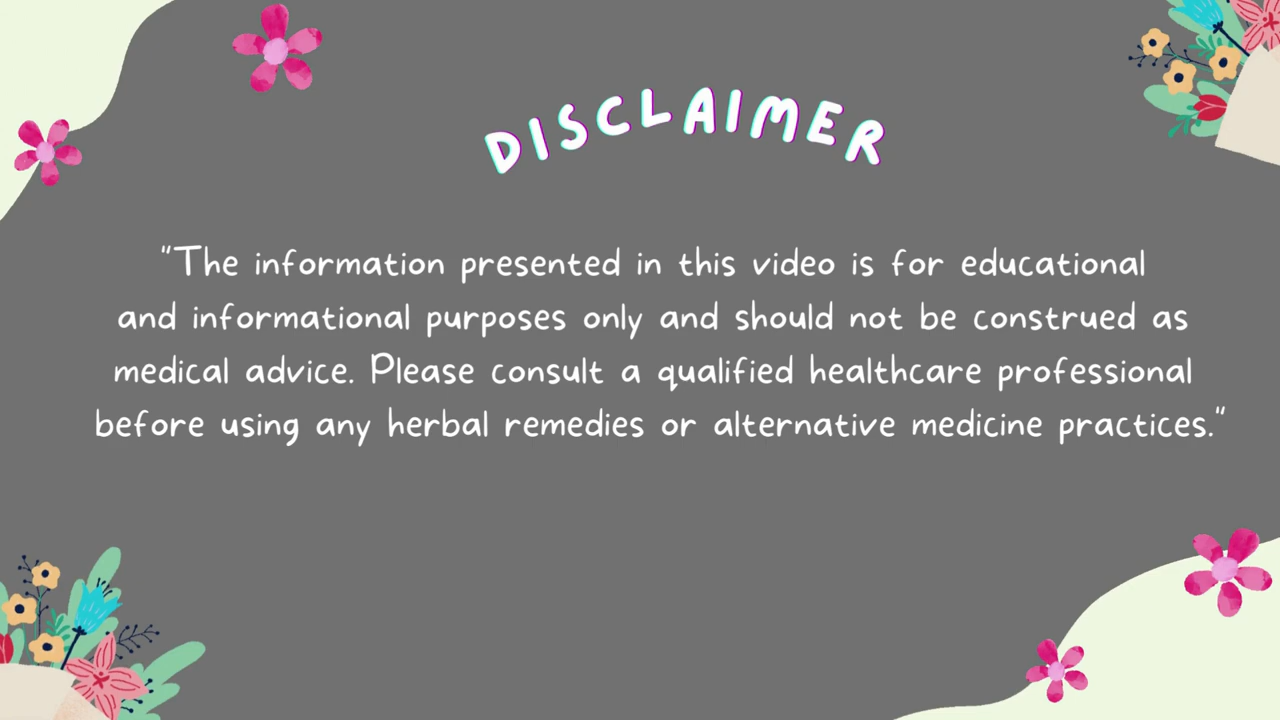 DISCLAIMER
"The information presented in this video is for educational
and informational purposes only and should not be construed as
medical advice. Please consult a qualified healthcare professional
before using any herbal remedies or alternative medicine practices."